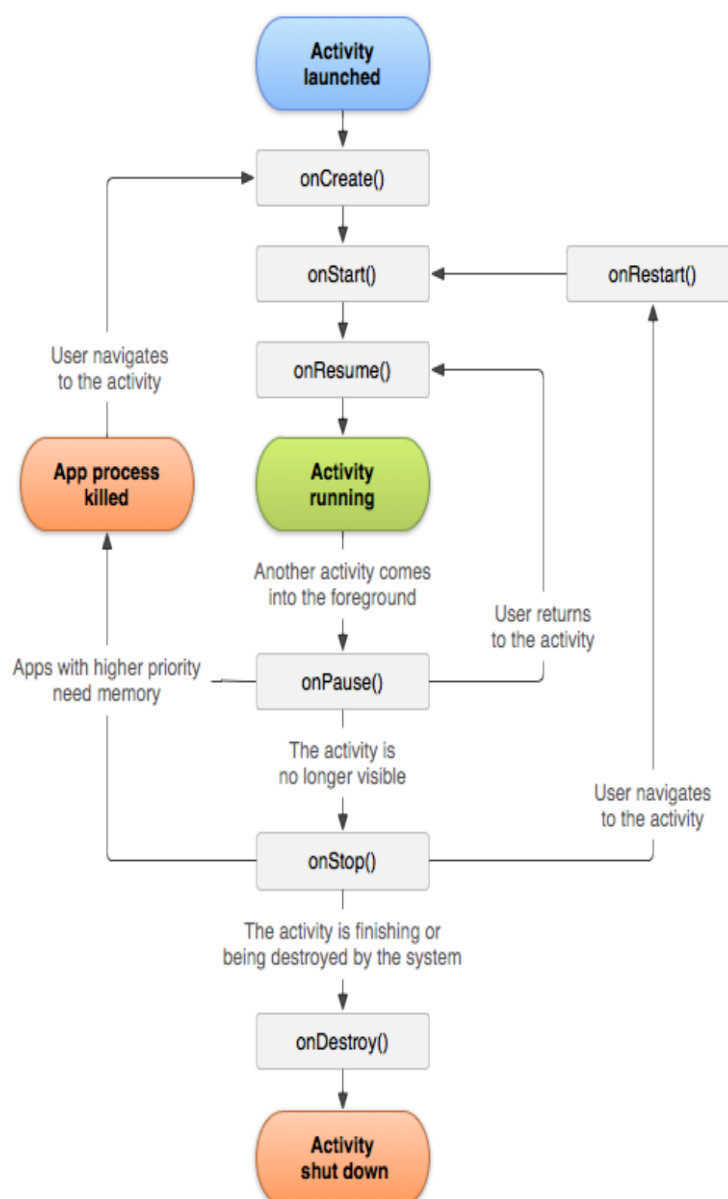 Activity
launched
onCreate()
onStart()
onRestart()
onResume()
User navigates
to the activity
App process
killed
Activity
running
Another activity comes
into the foreground
User returns
to the activity
Apps with higher priority
need memory
onPause()
The activity is
no longer visible
User navigates
to the activity
onStop()
The activity is finishing or
being destroyed by the system
onDestroy()
Activity
shut down